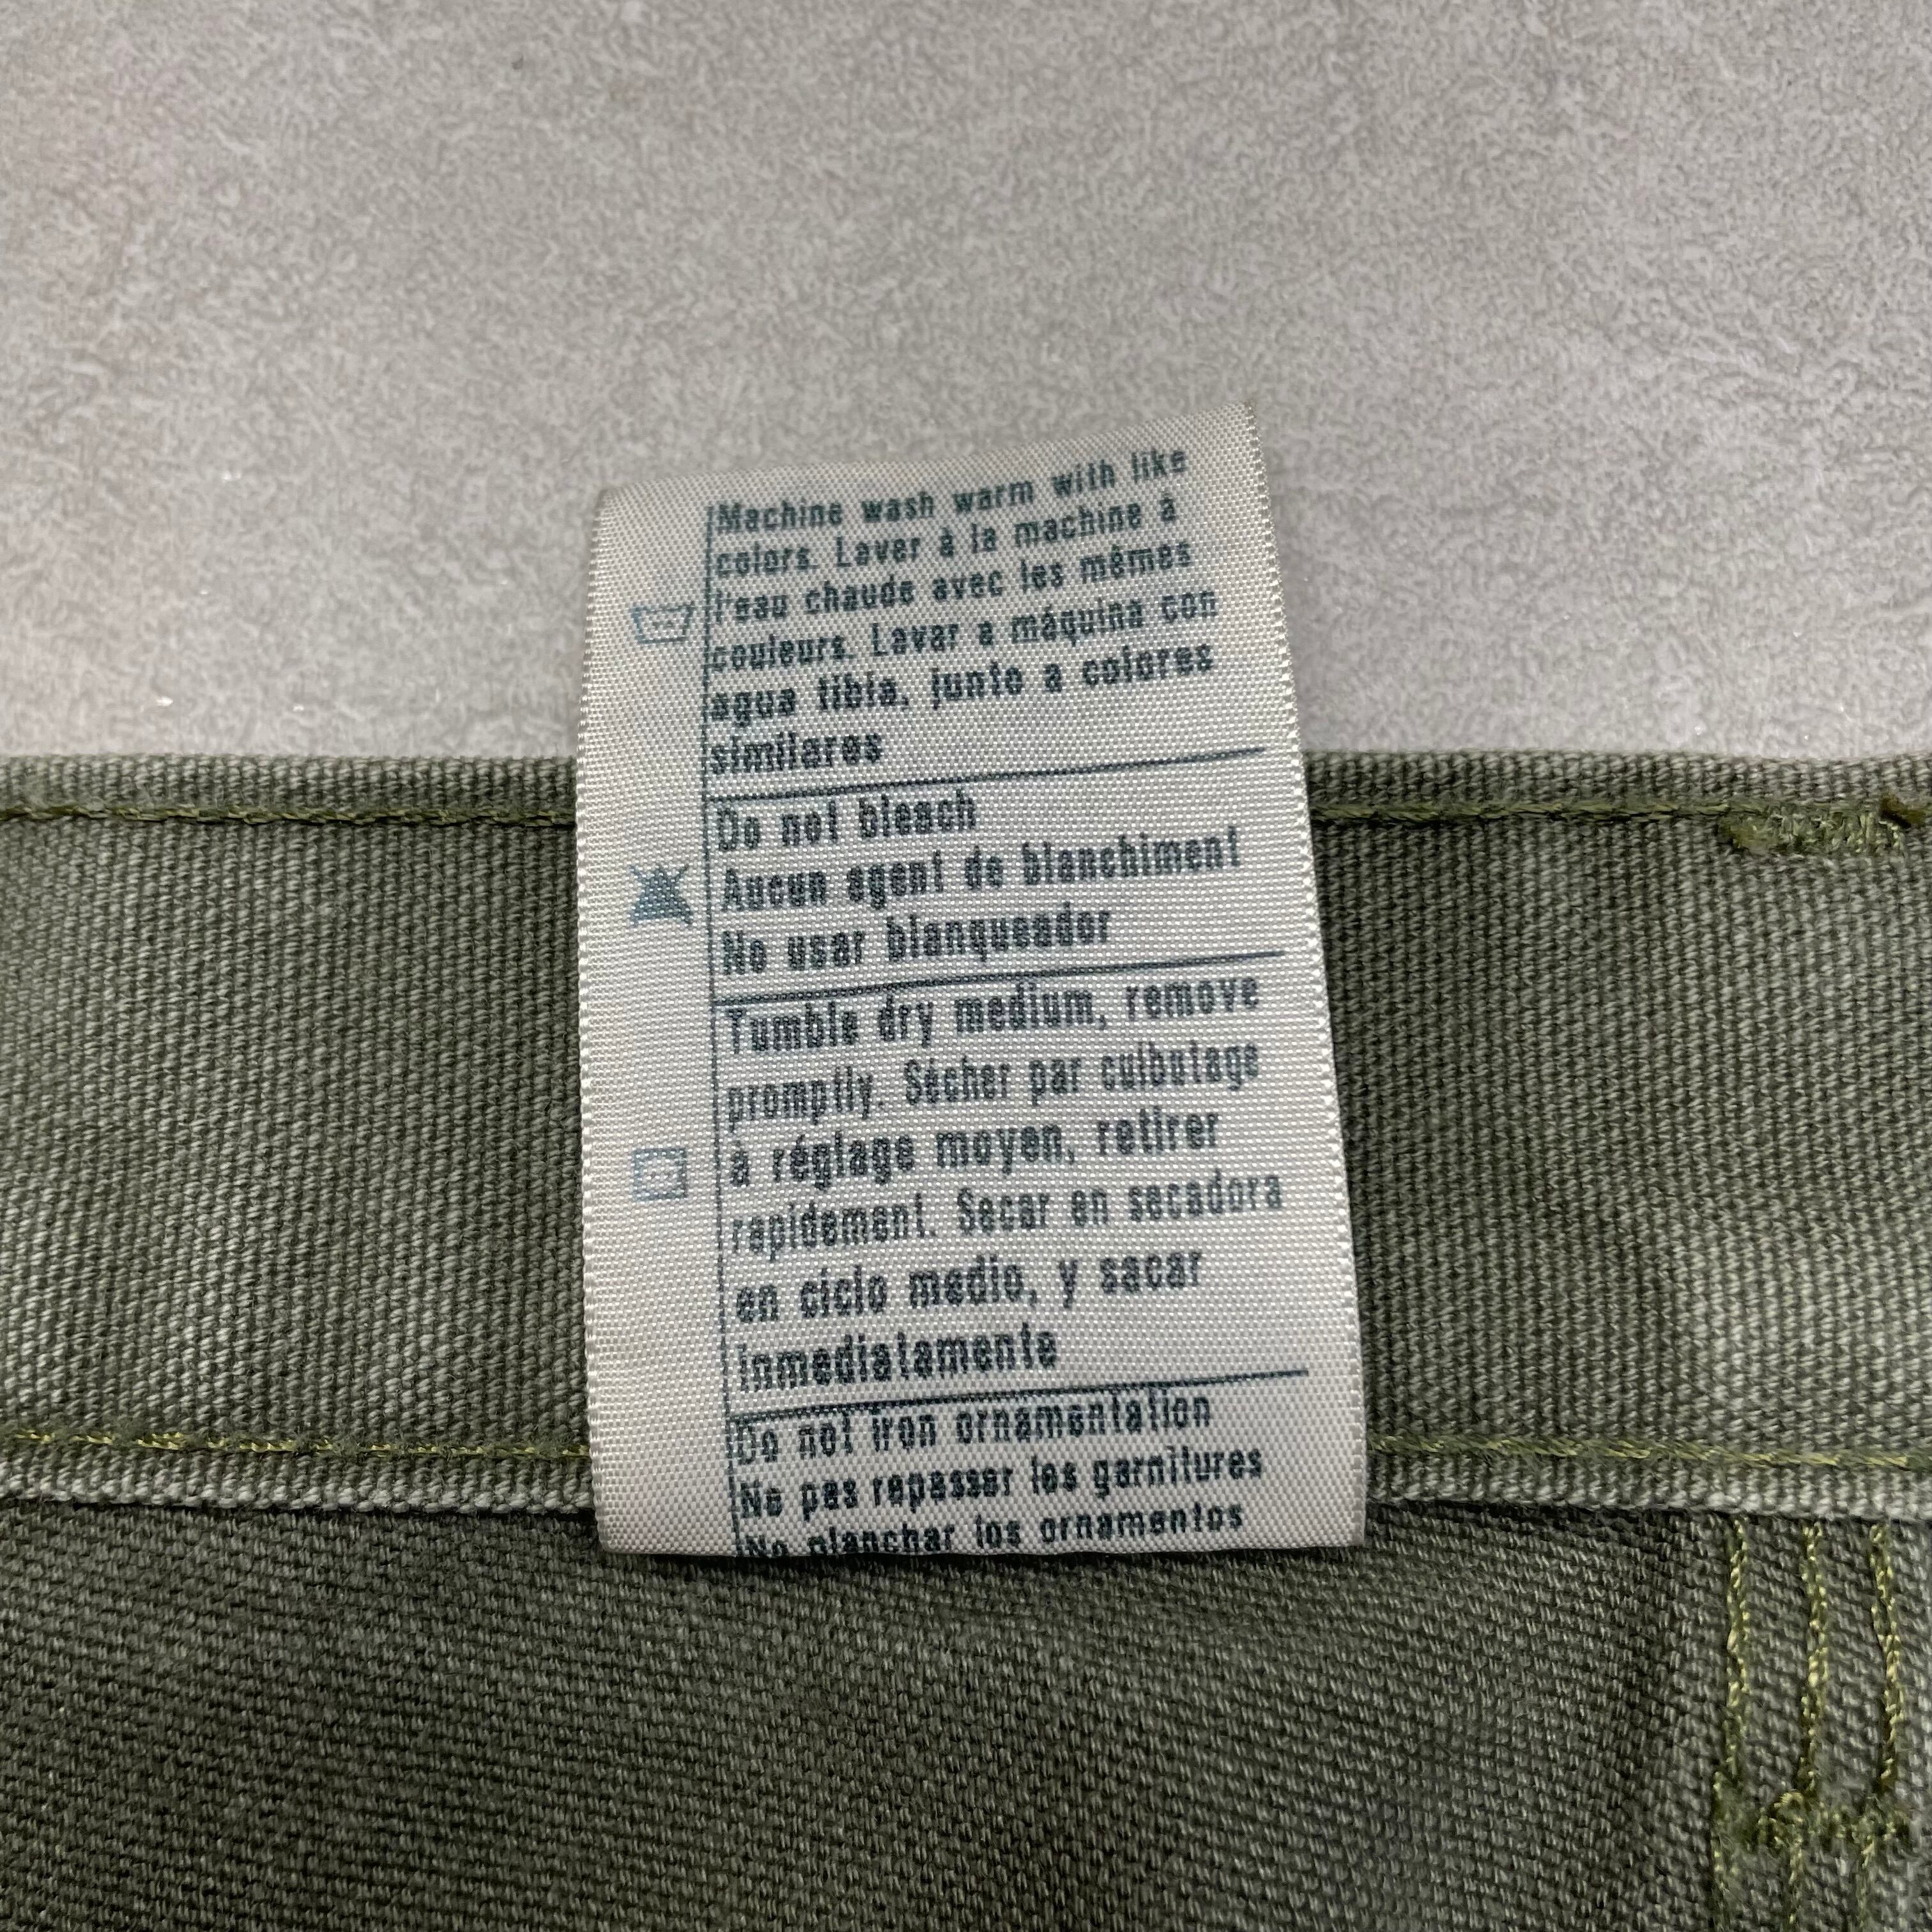 Machine wash warm with like
colors. Laver à la machine à
l'eau chaude avec les mêmes
couleurs. Lavar a máquina con
agua tibia, junto a colores
similares
Do not bleach
Aucun agent de blanchiment
No usar blanqueador
Tumble dry medium, remove
promptly. Sécher par culbutage
à réglage moyen, retirer
rapidement. Secar en secadora
en ciclo medio, y sacar
inmediatamente
Do not iron ornamentation
Ne pas repasser les garnitures
No planchar los ornamentos